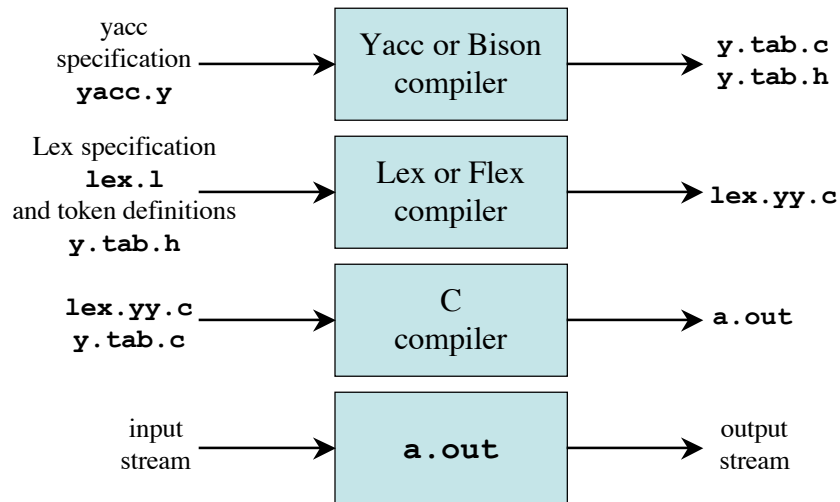 yacc
specification
yacc.y
Yacc or Bison
compiler
y.tab.c
y.tab.h
Lex specification
lex.l
and token definitions
y.tab.h
Lex or Flex
compiler
lex.yy.c
lex.yy.c
y.tab.c
C
compiler
a.out
input
stream
a.out
output
stream